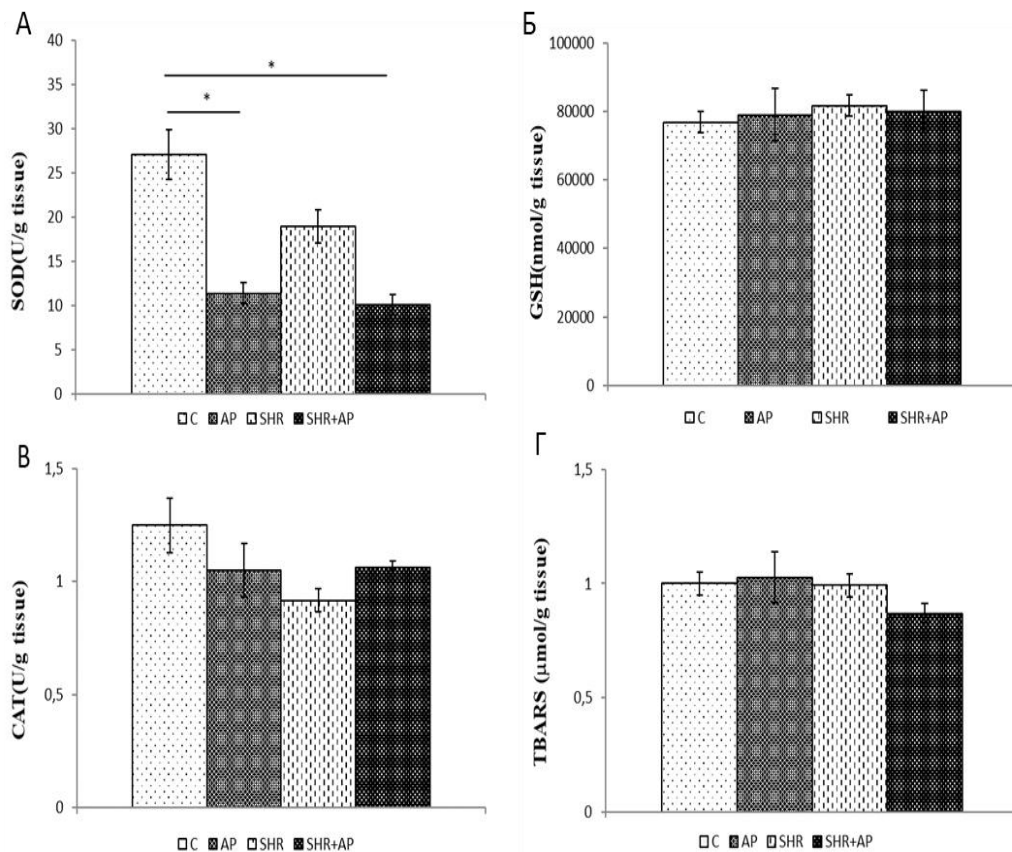 А
40
35
30
25
20
15
10
5
0
SOD(U/g tissue)
*
*
C AP SHR SHR+AP
Б
100000
80000
60000
40000
20000
0
GSH(nmol/g tissue)
C AP SHR SHR+AP
В
1,5
1
0,5
0
CAT(U/g tissue)
C AP SHR SHR+AP
Г
1,5
1
0,5
0
TBARS (μmol/g tissue)
C AP SHR SHR+AP